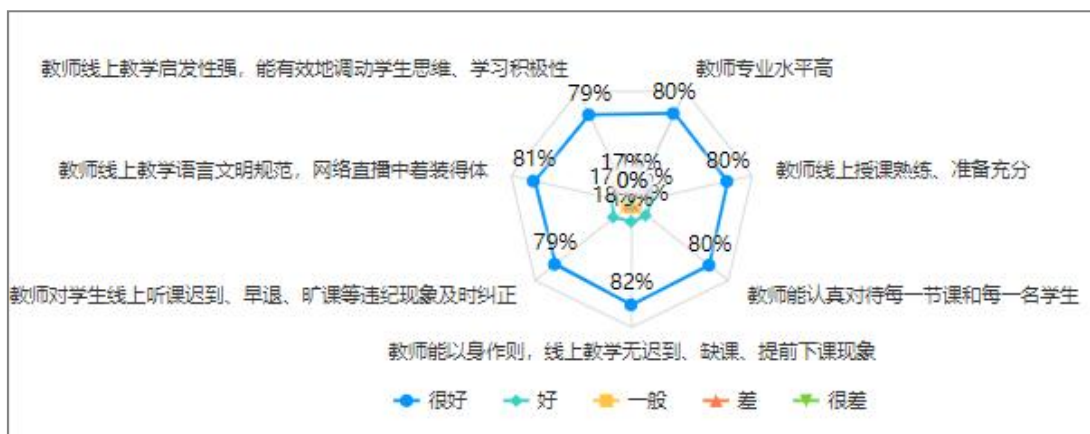 教师线上教学启发性强，能有效地调动学生思维、学习积极性
教师专业水平高
79%
80%
教师线上教学语言文明规范，网络直播中着装得体
81%
80%
教师线上授课熟练、准备充分
17%
0%
79%
80%
82%
教师对学生线上听课迟到、早退、旷课等违纪现象及时纠正
教师能认真对待每一节课和每一名学生
教师能以身作则，线上教学无迟到、缺课、提前下课现象
很好 好 一般 差 很差